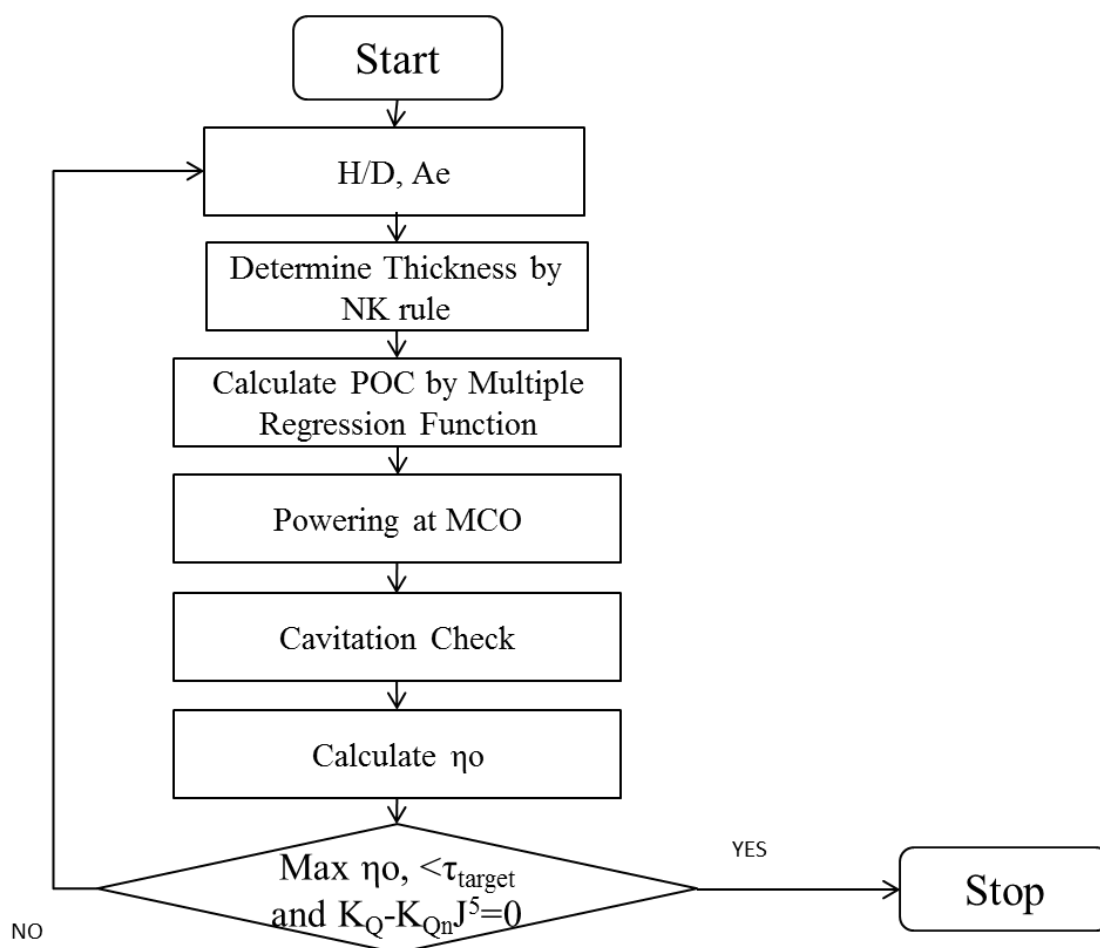 Start
H/D, Ae
Determine Thickness by
NK rule
Calculate POC by Multiple
Regression Function
Powering at MCO
Cavitation Check
Calculate ηo
Max ηo, <τtarget
and KQ-KQnJ⁵=0
YES
Stop
NO